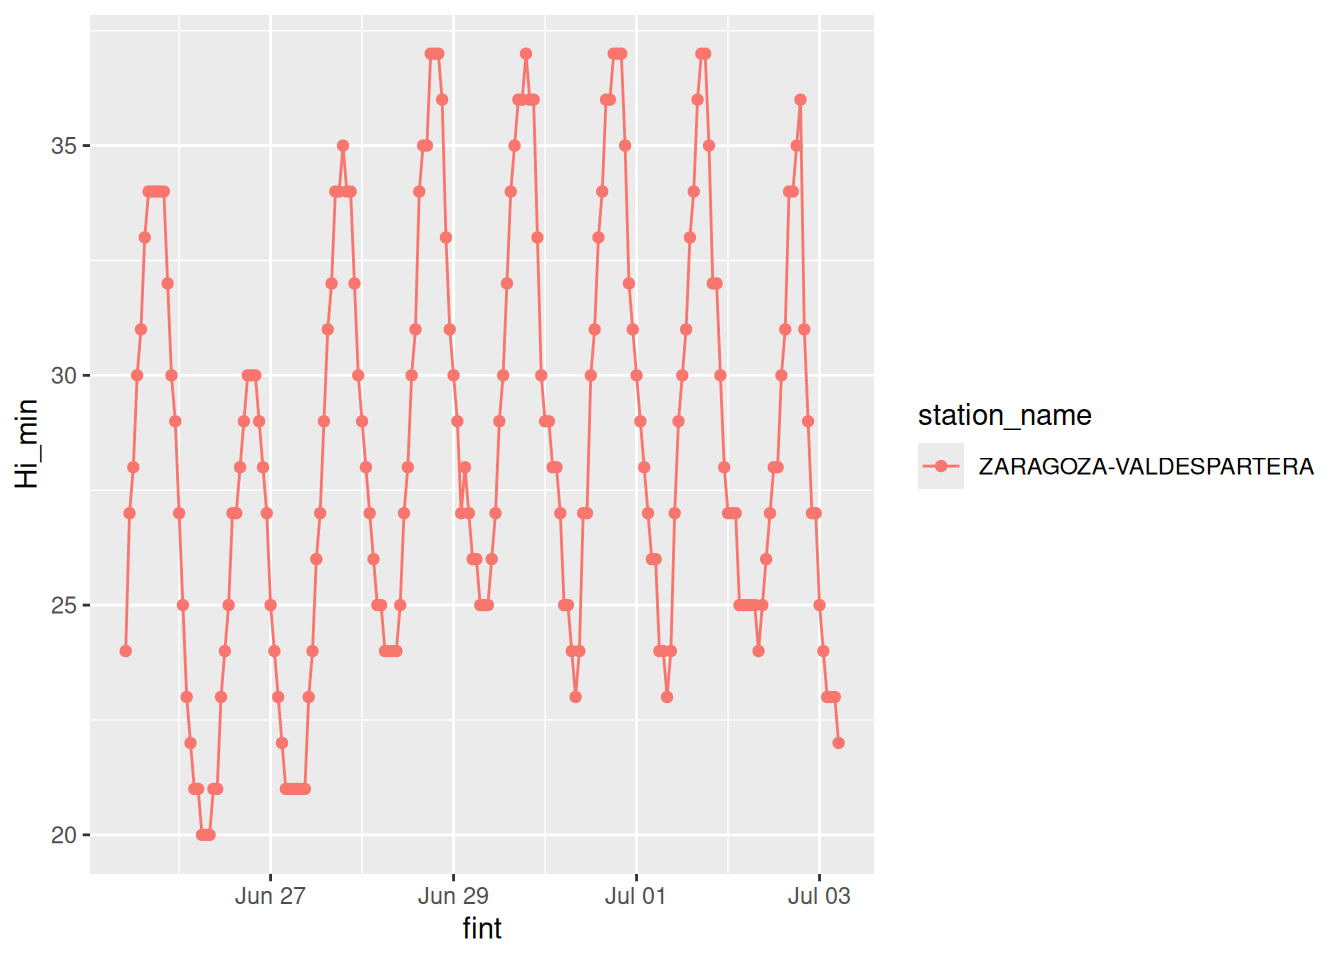 35
30
25
20
Hi_min
Jun 27
Jun 29
Jul 01
Jul 03
fint
station_name
ZARAGOZA-VALDESPARTERA